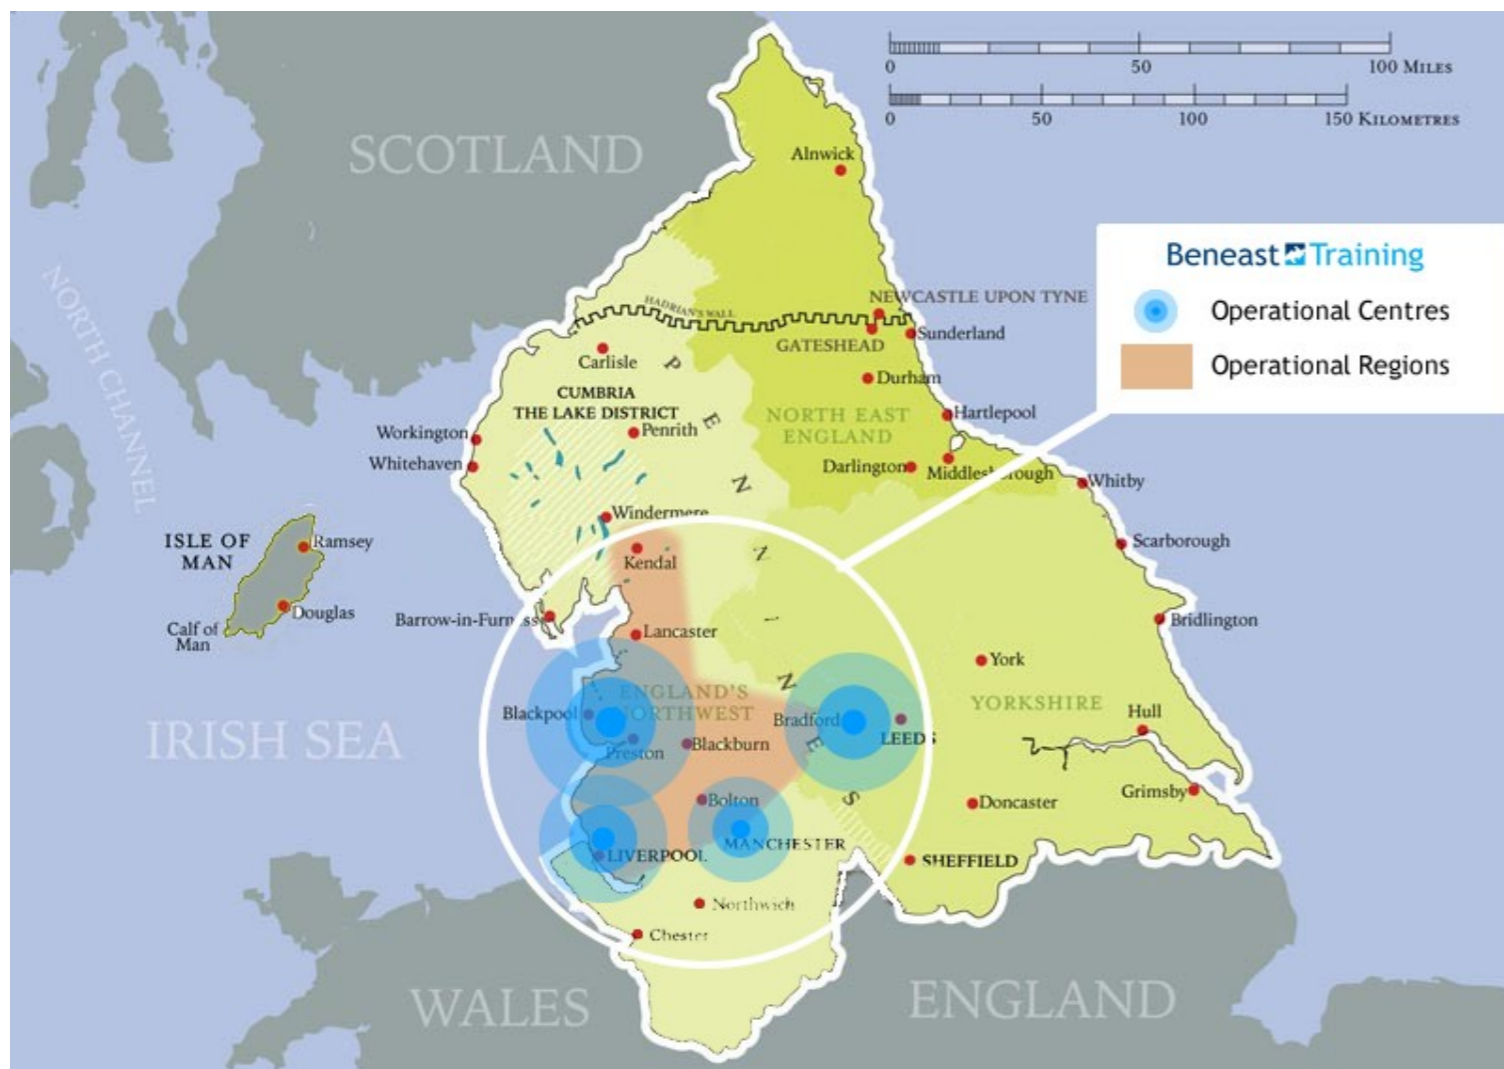 0 50 100 MILES
0 50 100 150 KILOMETRES
SCOTLAND
Alnwick
Beneast Training
Operational Centres
Operational Regions
NORTH CHANNEL
HADRIAN'S WALL
NEWCASTLE UPON TYNE
Sunderland
GATESHEAD
Carlisle
Durham
CUMBRIA
THE LAKE DISTRICT
Penrith
NORTH EAST
ENGLAND
Hartlepool
Workington
Whitehaven
Darlington
Middlesborough
Whitby
PENNINES
Windermere
ISLE OF
MAN
Ramsey
Scarborough
Kendal
Douglas
Calf of
Man
Barrow-in-Furness
Lancaster
Bridlington
York
ENGLAND'S
NORTHWEST
YORKSHIRE
Blackpool
Bradford
Hull
IRISH SEA
Preston
Blackburn
LEEDS
Bolton
Doncaster
Grimsby
MANCHESTER
LIVERPOOL
SHEFFIELD
Northwich
Chester
WALES
ENGLAND